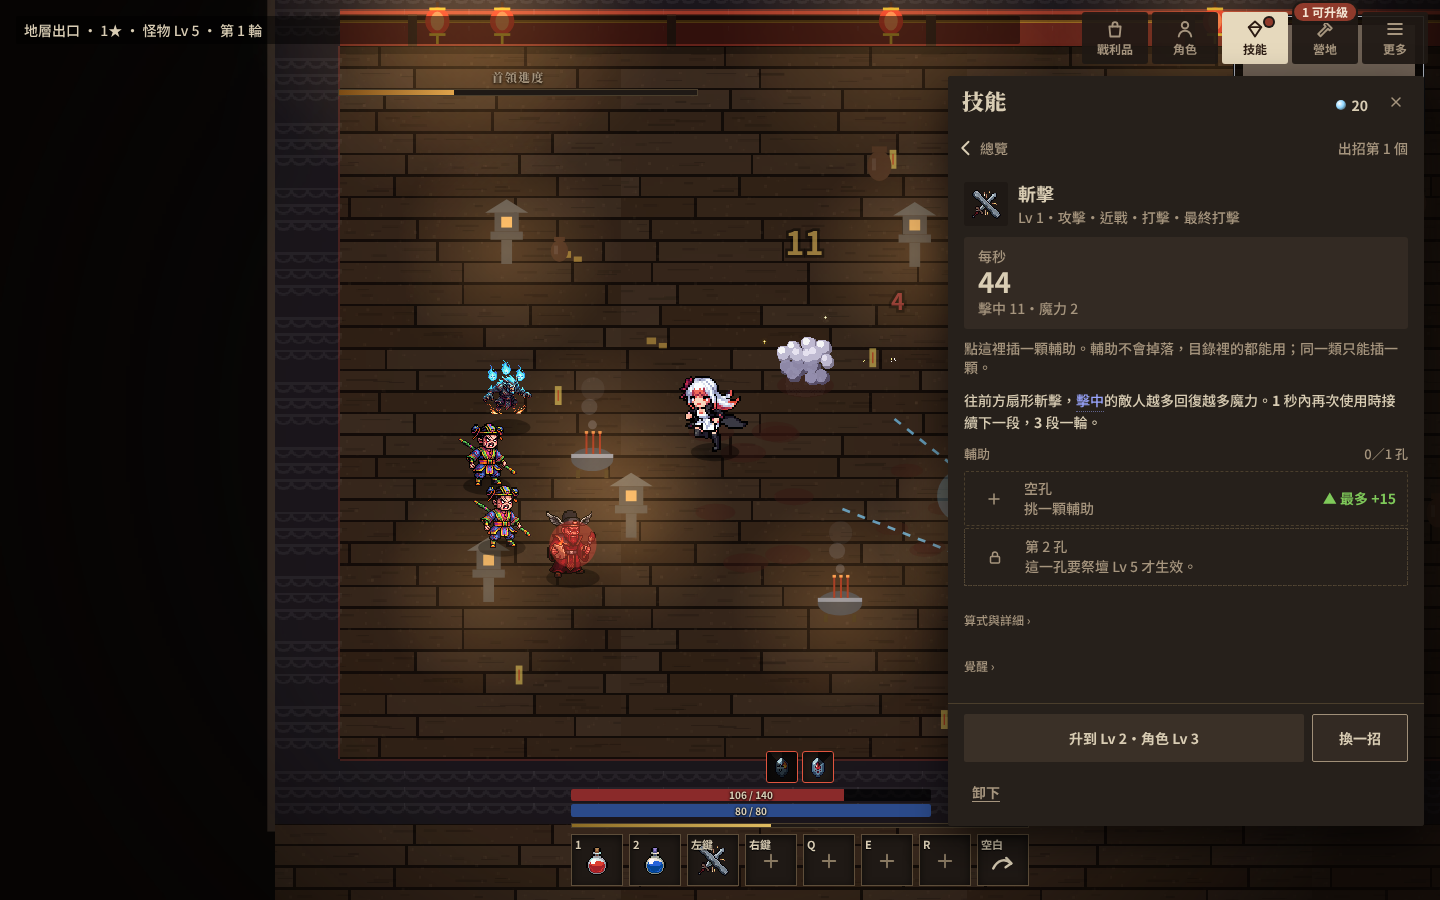 地層出口 · 1★ · 怪物 Lv 5 · 第 1 輪
首領進度
戰利品
角色
技能
營地
更多
1 可升級
11
4
技能
20
總覽
出招第 1 個
斬擊
Lv 1・攻擊・近戰・打擊・最終打擊
每秒
44
擊中 11・魔力 2
點這裡插一顆輔助。輔助不會掉落，目錄裡的都能用；同一類只能插一
顆。
往前方扇形斬擊，擊中的敵人越多回復越多魔力。1 秒內再次使用時接
續下一段，3 段一輪。
輔助
0／1 孔
空孔
挑一顆輔助
▲ 最多 +15
第 2 孔
這一孔要祭壇 Lv 5 才生效。
算式與詳細 ›
覺醒 ›
升到 Lv 2・角色 Lv 3
換一招
卸下
106 / 140
80 / 80
1
2
左鍵
右鍵
Q
E
R
空白